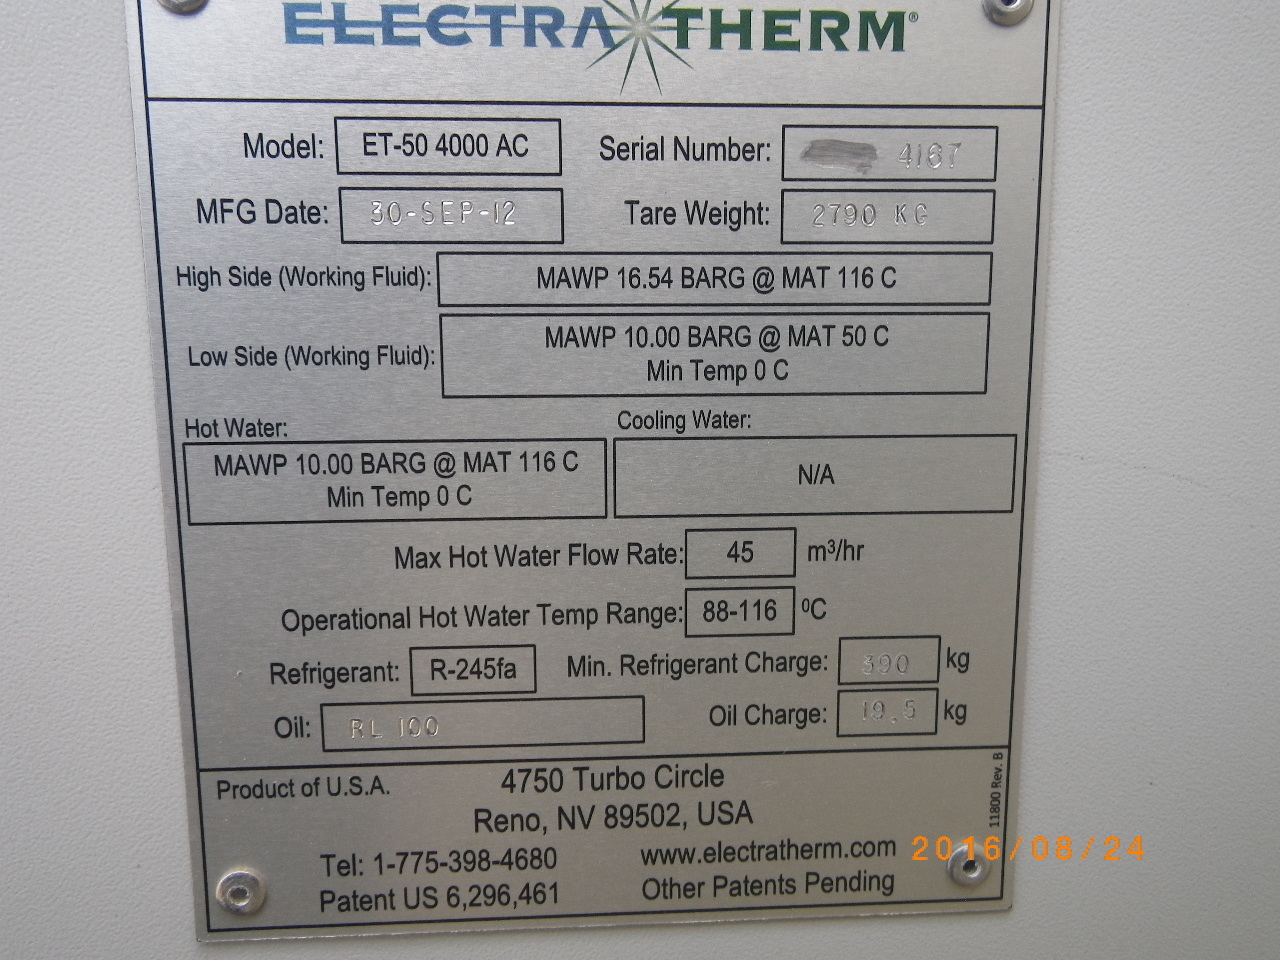 ELECTRATHERM®
Model: ET-50 4000 AC Serial Number: 4167
MFG Date: 30-SEP-12 Tare Weight: 2790 KG
High Side (Working Fluid): MAWP 16.54 BARG @ MAT 116 C
Low Side (Working Fluid): MAWP 10.00 BARG @ MAT 50 C
Min Temp 0 C
Hot Water: Cooling Water:
MAWP 10.00 BARG @ MAT 116 C N/A
Min Temp 0 C
Max Hot Water Flow Rate: 45 m³/hr
Operational Hot Water Temp Range: 88-116 ⁰C
Refrigerant: R-245fa Min. Refrigerant Charge: 390 kg
Oil: RL 100 Oil Charge: 19.5 kg
Product of U.S.A. 4750 Turbo Circle
Reno, NV 89502, USA
Tel: 1-775-398-4680 www.electratherm.com
Patent US 6,296,461 Other Patents Pending
11800 Rev. B
2016/08/24